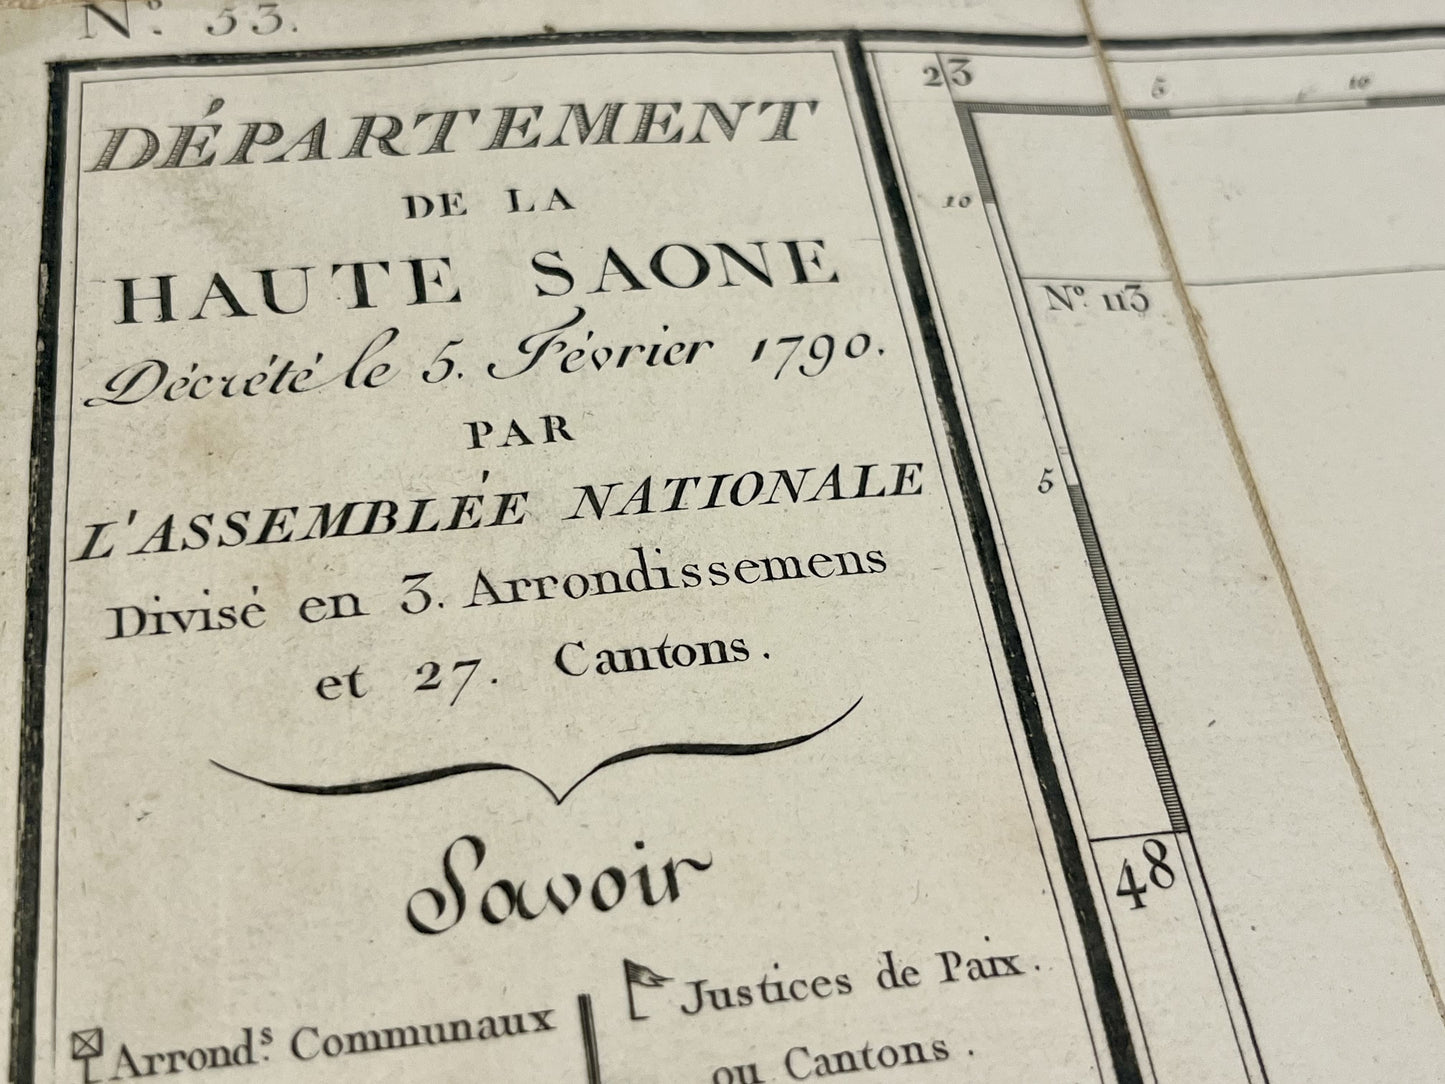 N.º 53.
DÉPARTEMENT
DE LA
HAUTE SAONE
Décrété le 5. Février 1790.
PAR
L'ASSEMBLÉE NATIONALE
Divisé en 3. Arrondissemens
et 27. Cantons.
Savoir
Arrond.ˢ Communaux
Justices de Paix.
ou Cantons.
23
5
10
10
Nº. 113
5
48